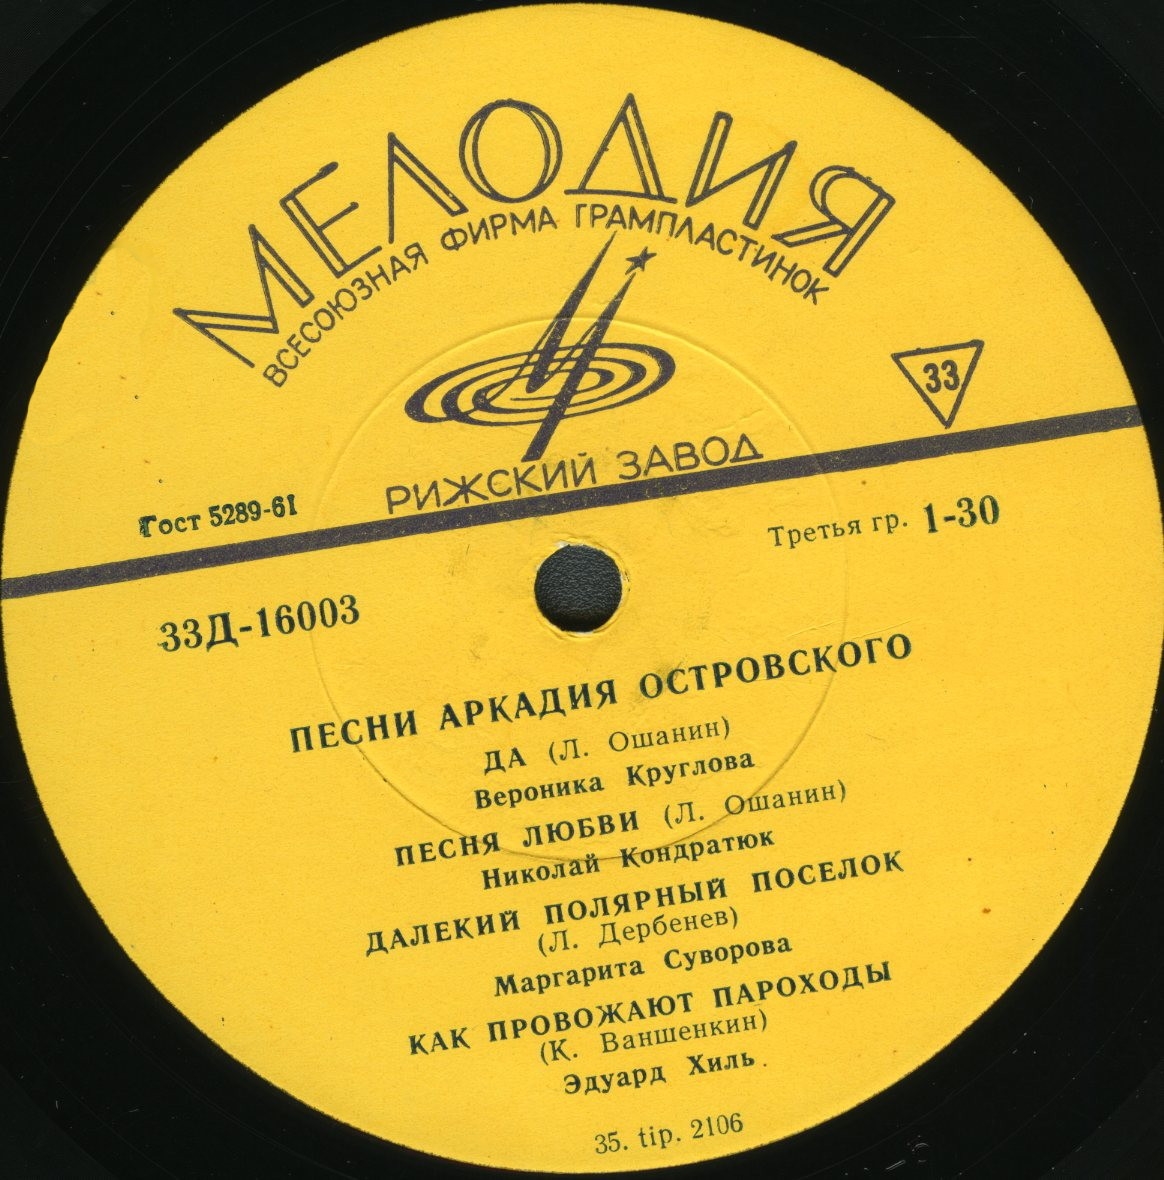 МЕЛОДИЯ
ВСЕСОЮЗНАЯ ФИРМА ГРАМПЛАСТИНОК
33
РИЖСКИЙ ЗАВОД
Гост 5289-61
Третья гр. 1-30
33Д-16003
ПЕСНИ АРКАДИЯ ОСТРОВСКОГО
ДА (Л. Ошанин)
Вероника Круглова
ПЕСНЯ ЛЮБВИ (Л. Ошанин)
Николай Кондратюк
ДАЛЕКИЙ ПОЛЯРНЫЙ ПОСЕЛОК
(Л. Дербенев)
Маргарита Суворова
КАК ПРОВОЖАЮТ ПАРОХОДЫ
(К. Ваншенкин)
Эдуард Хиль
35. tip. 2106